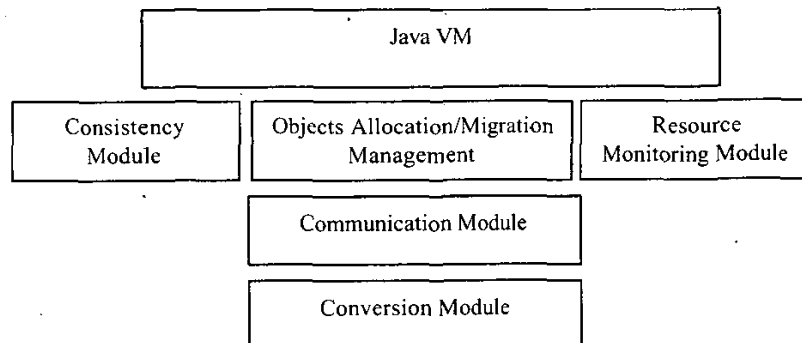 Java VM
Consistency
Module
Objects Allocation/Migration
Management
Resource
Monitoring Module
Communication Module
Conversion Module